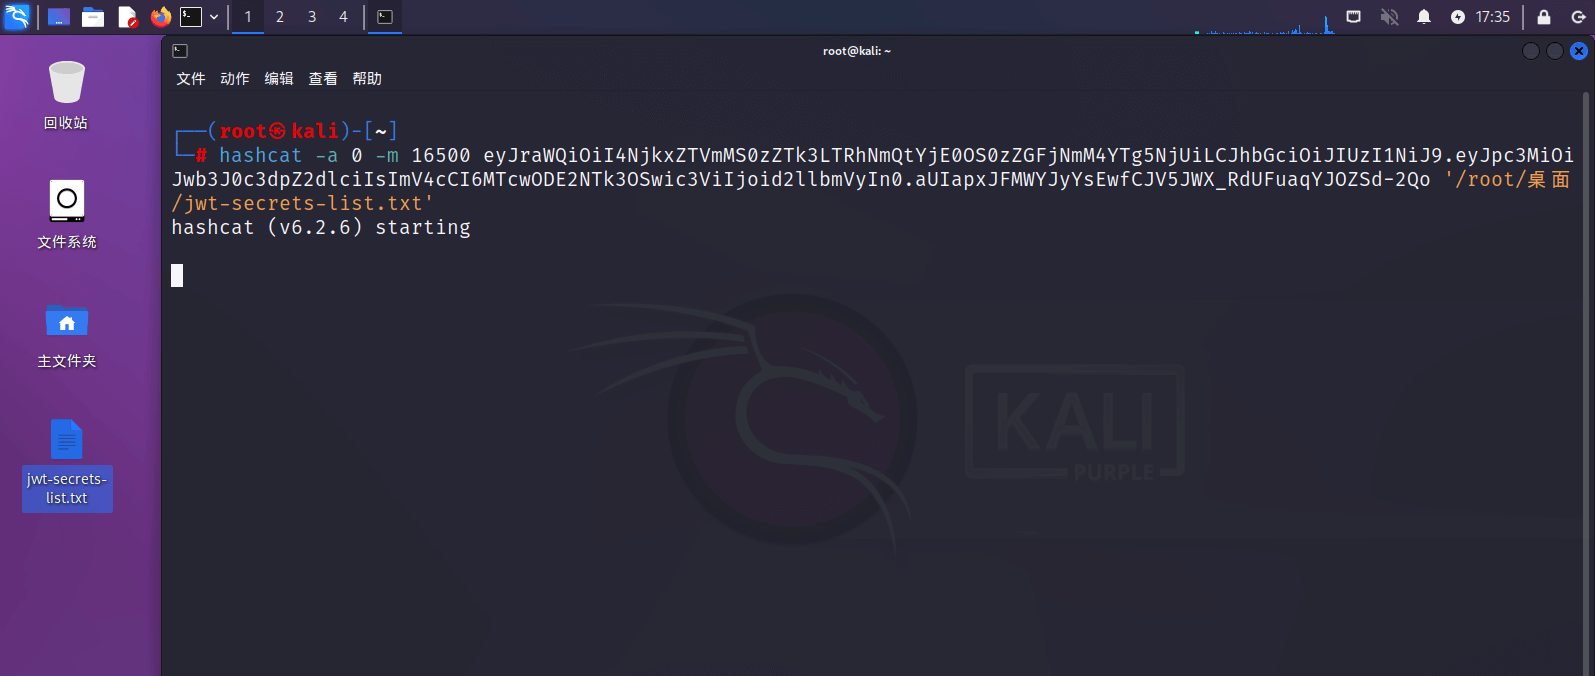 1 2 3 4
17:35
root@kali: ~
文件 动作 编辑 查看 帮助
回收站
文件系统
主文件夹
jwt-secrets-
list.txt
┌──(root㉿kali)-[~]
└─# hashcat -a 0 -m 16500 eyJraWQiOiI4NjkxZTVmMS0zZTk3LTRhNmQtYjE0OS0zZGFjNmM4YTg5NjUiLCJhbGciOiJIUzI1NiJ9.eyJpc3MiOi
Jwb3J0c3dpZ2dlciIsImV4cCI6MTcwODE2NTk3OSwic3ViIjoid2llbmVyIn0.aUIapxJFMWYJyYsEwfCJV5JWX_RdUFuaqYJOZSd-2Qo '/root/桌面
/jwt-secrets-list.txt'
hashcat (v6.2.6) starting
KALI
PURPLE